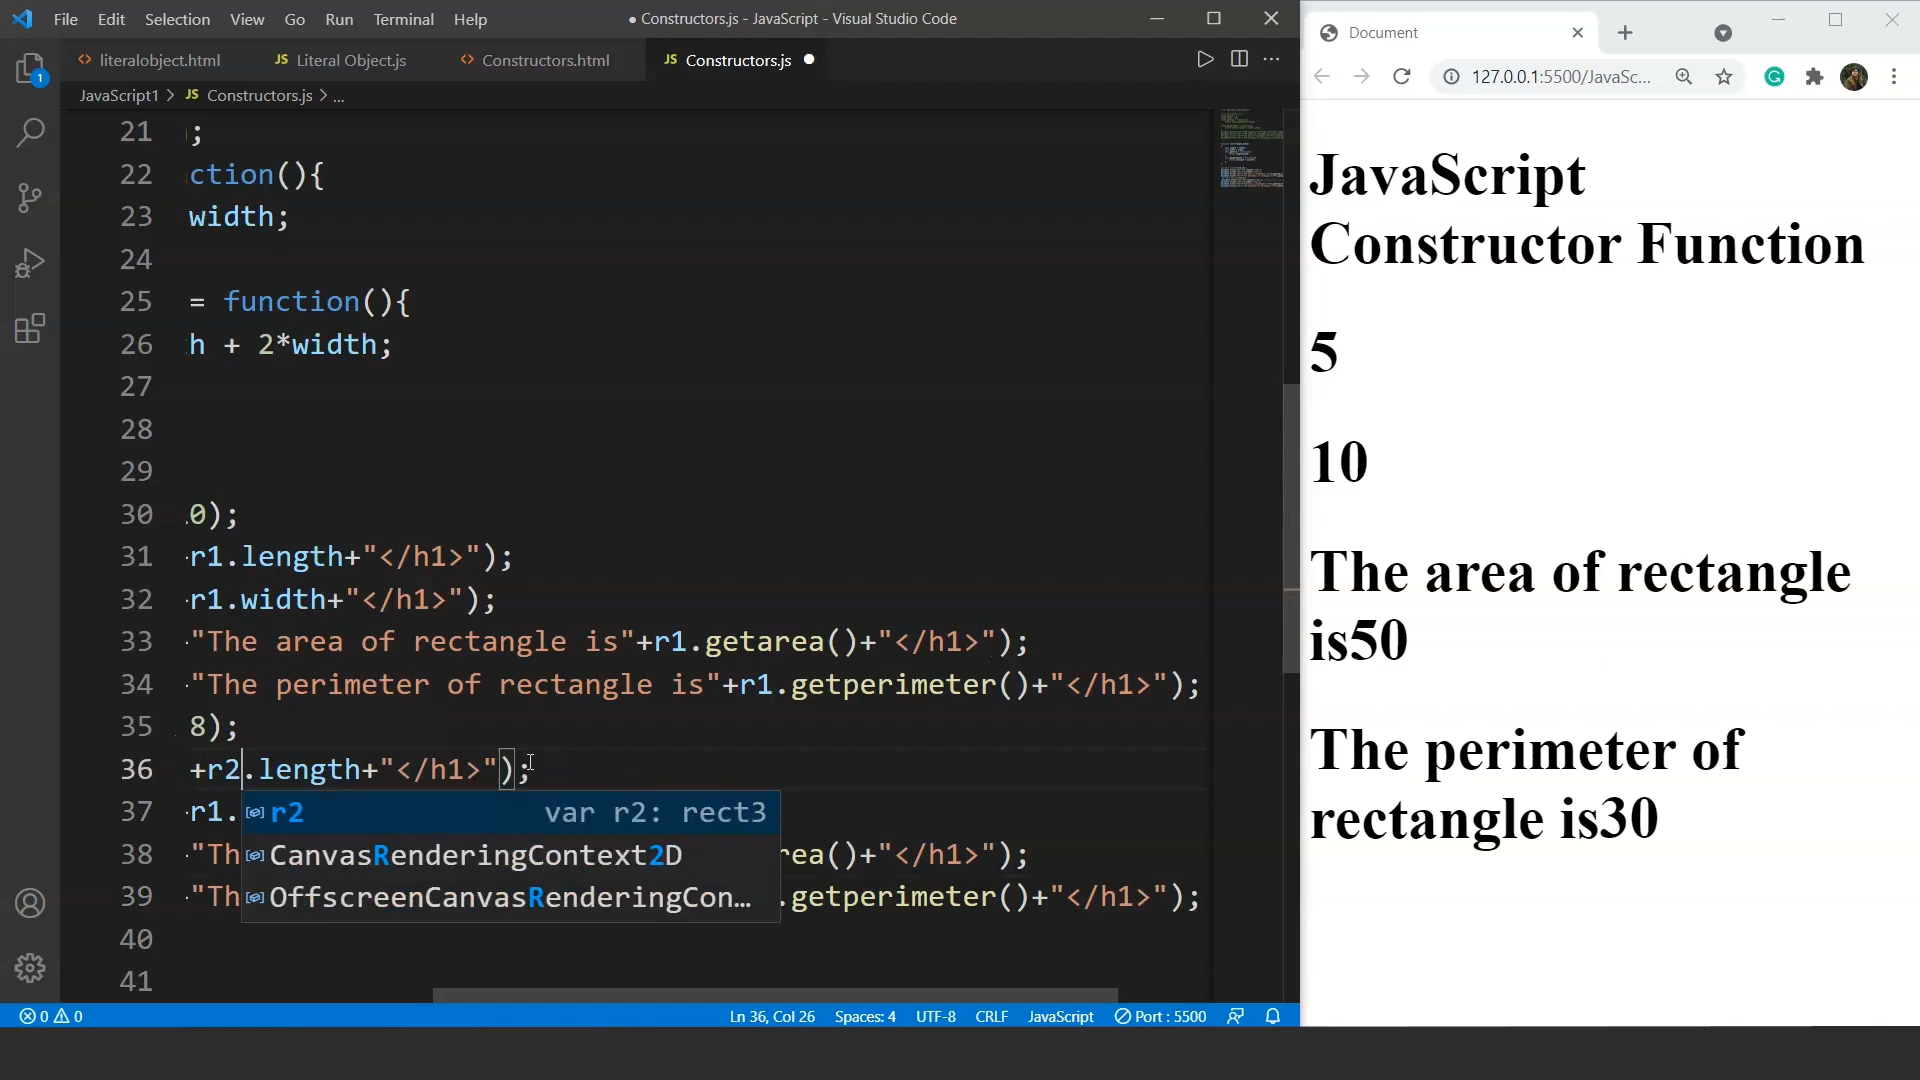 File Edit Selection View Go Run Terminal Help
● Constructors.js - JavaScript - Visual Studio Code
literalobject.html JS Literal Object.js Constructors.html JS Constructors.js
JavaScript1 > JS Constructors.js > ...
21 ;
22 ction(){
23 width;
24
25 = function(){
26 h + 2*width;
27
28
29
30 0);
31 r1.length+"</h1>");
32 r1.width+"</h1>");
33 "The area of rectangle is"+r1.getarea()+"</h1>");
34 "The perimeter of rectangle is"+r1.getperimeter()+"</h1>");
35 8);
36 +r2.length+"</h1>");
37 r1.
r2 var r2: rect3
38 "Th rea()+"</h1>");
CanvasRenderingContext2D
39 "Th .getperimeter()+"</h1>");
OffscreenCanvasRenderingCon...
40
41
1
0 0
Ln 36, Col 26 Spaces: 4 UTF-8 CRLF JavaScript Port : 5500
Document
127.0.0.1:5500/JavaSc...
JavaScript
Constructor Function
5
10
The area of rectangle
is50
The perimeter of
rectangle is30